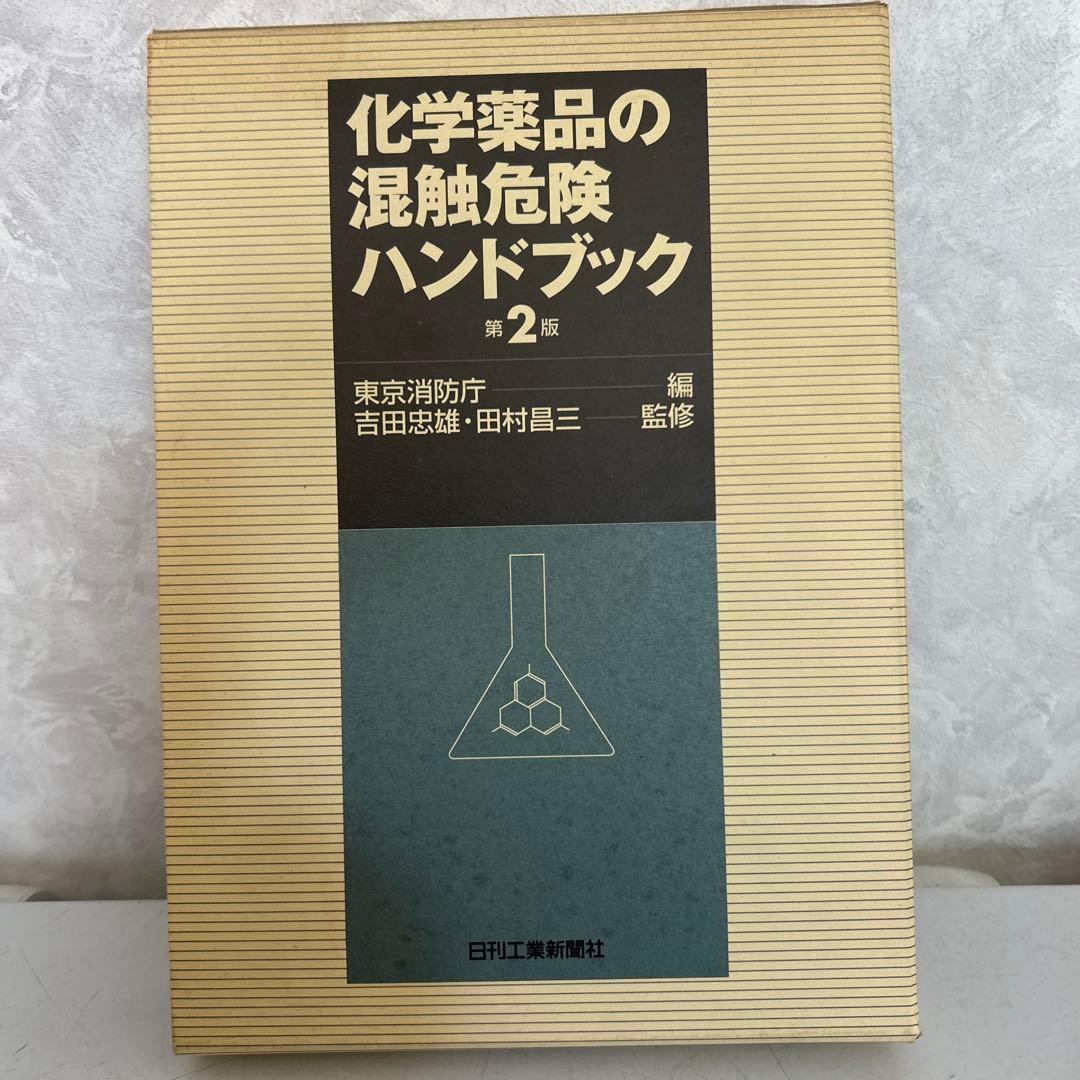 化学薬品の
混触危険
ハンドブック
第2版
東京消防庁 編
吉田忠雄・田村昌三 監修
日刊工業新聞社